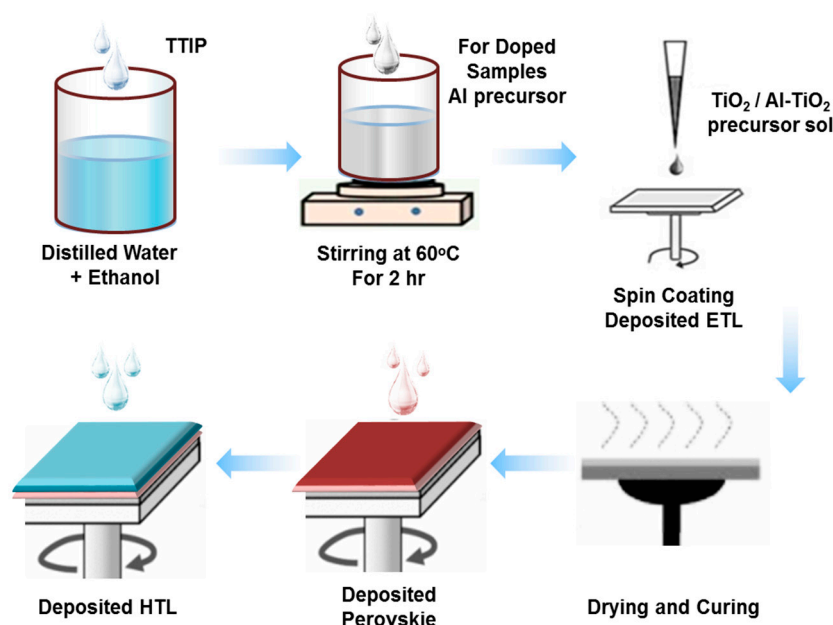 TTIP
Distilled Water
+ Ethanol
For Doped
Samples
Al precursor
Stirring at 60°C
For 2 hr
TiO₂ / Al-TiO₂
precursor sol
Spin Coating
Deposited ETL
Drying and Curing
Deposited
Perovskie
Deposited HTL